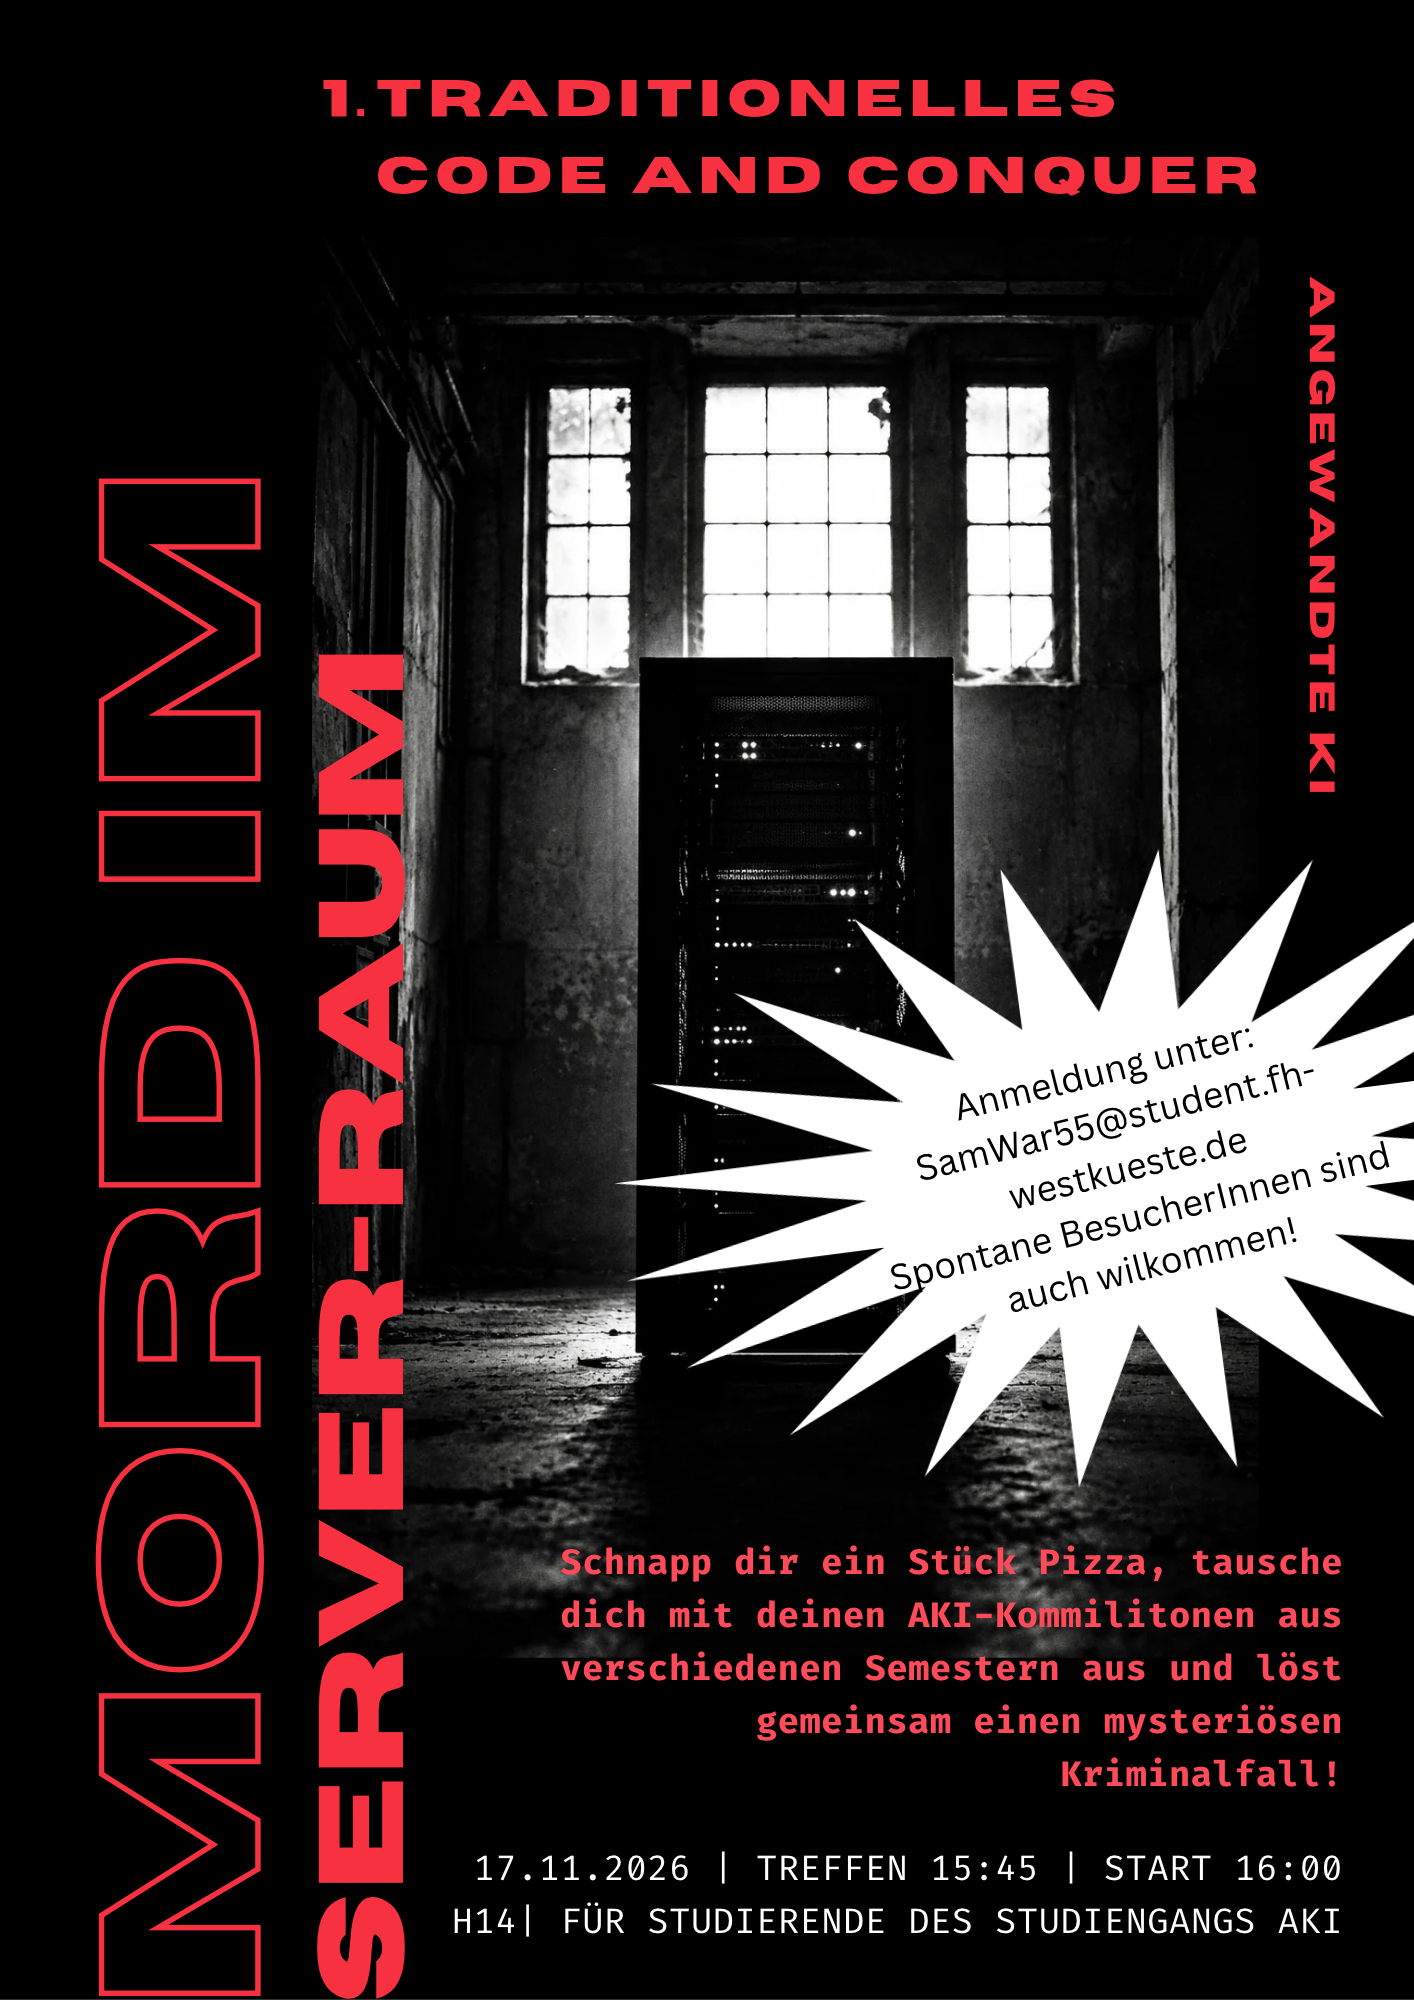 1. TRADITIONELLES
CODE AND CONQUER
ANGEWANDTE KI
MORD IM
SERVER-RAUM
Anmeldung unter:
SamWar55@student.fh-
westkueste.de
Spontane BesucherInnen sind
auch wilkommen!
Schnapp dir ein Stück Pizza, tausche
dich mit deinen AKI-Kommilitonen aus
verschiedenen Semestern aus und löst
gemeinsam einen mysteriösen
Kriminalfall!
17.11.2026 | TREFFEN 15:45 | START 16:00
H14| FÜR STUDIERENDE DES STUDIENGANGS AKI